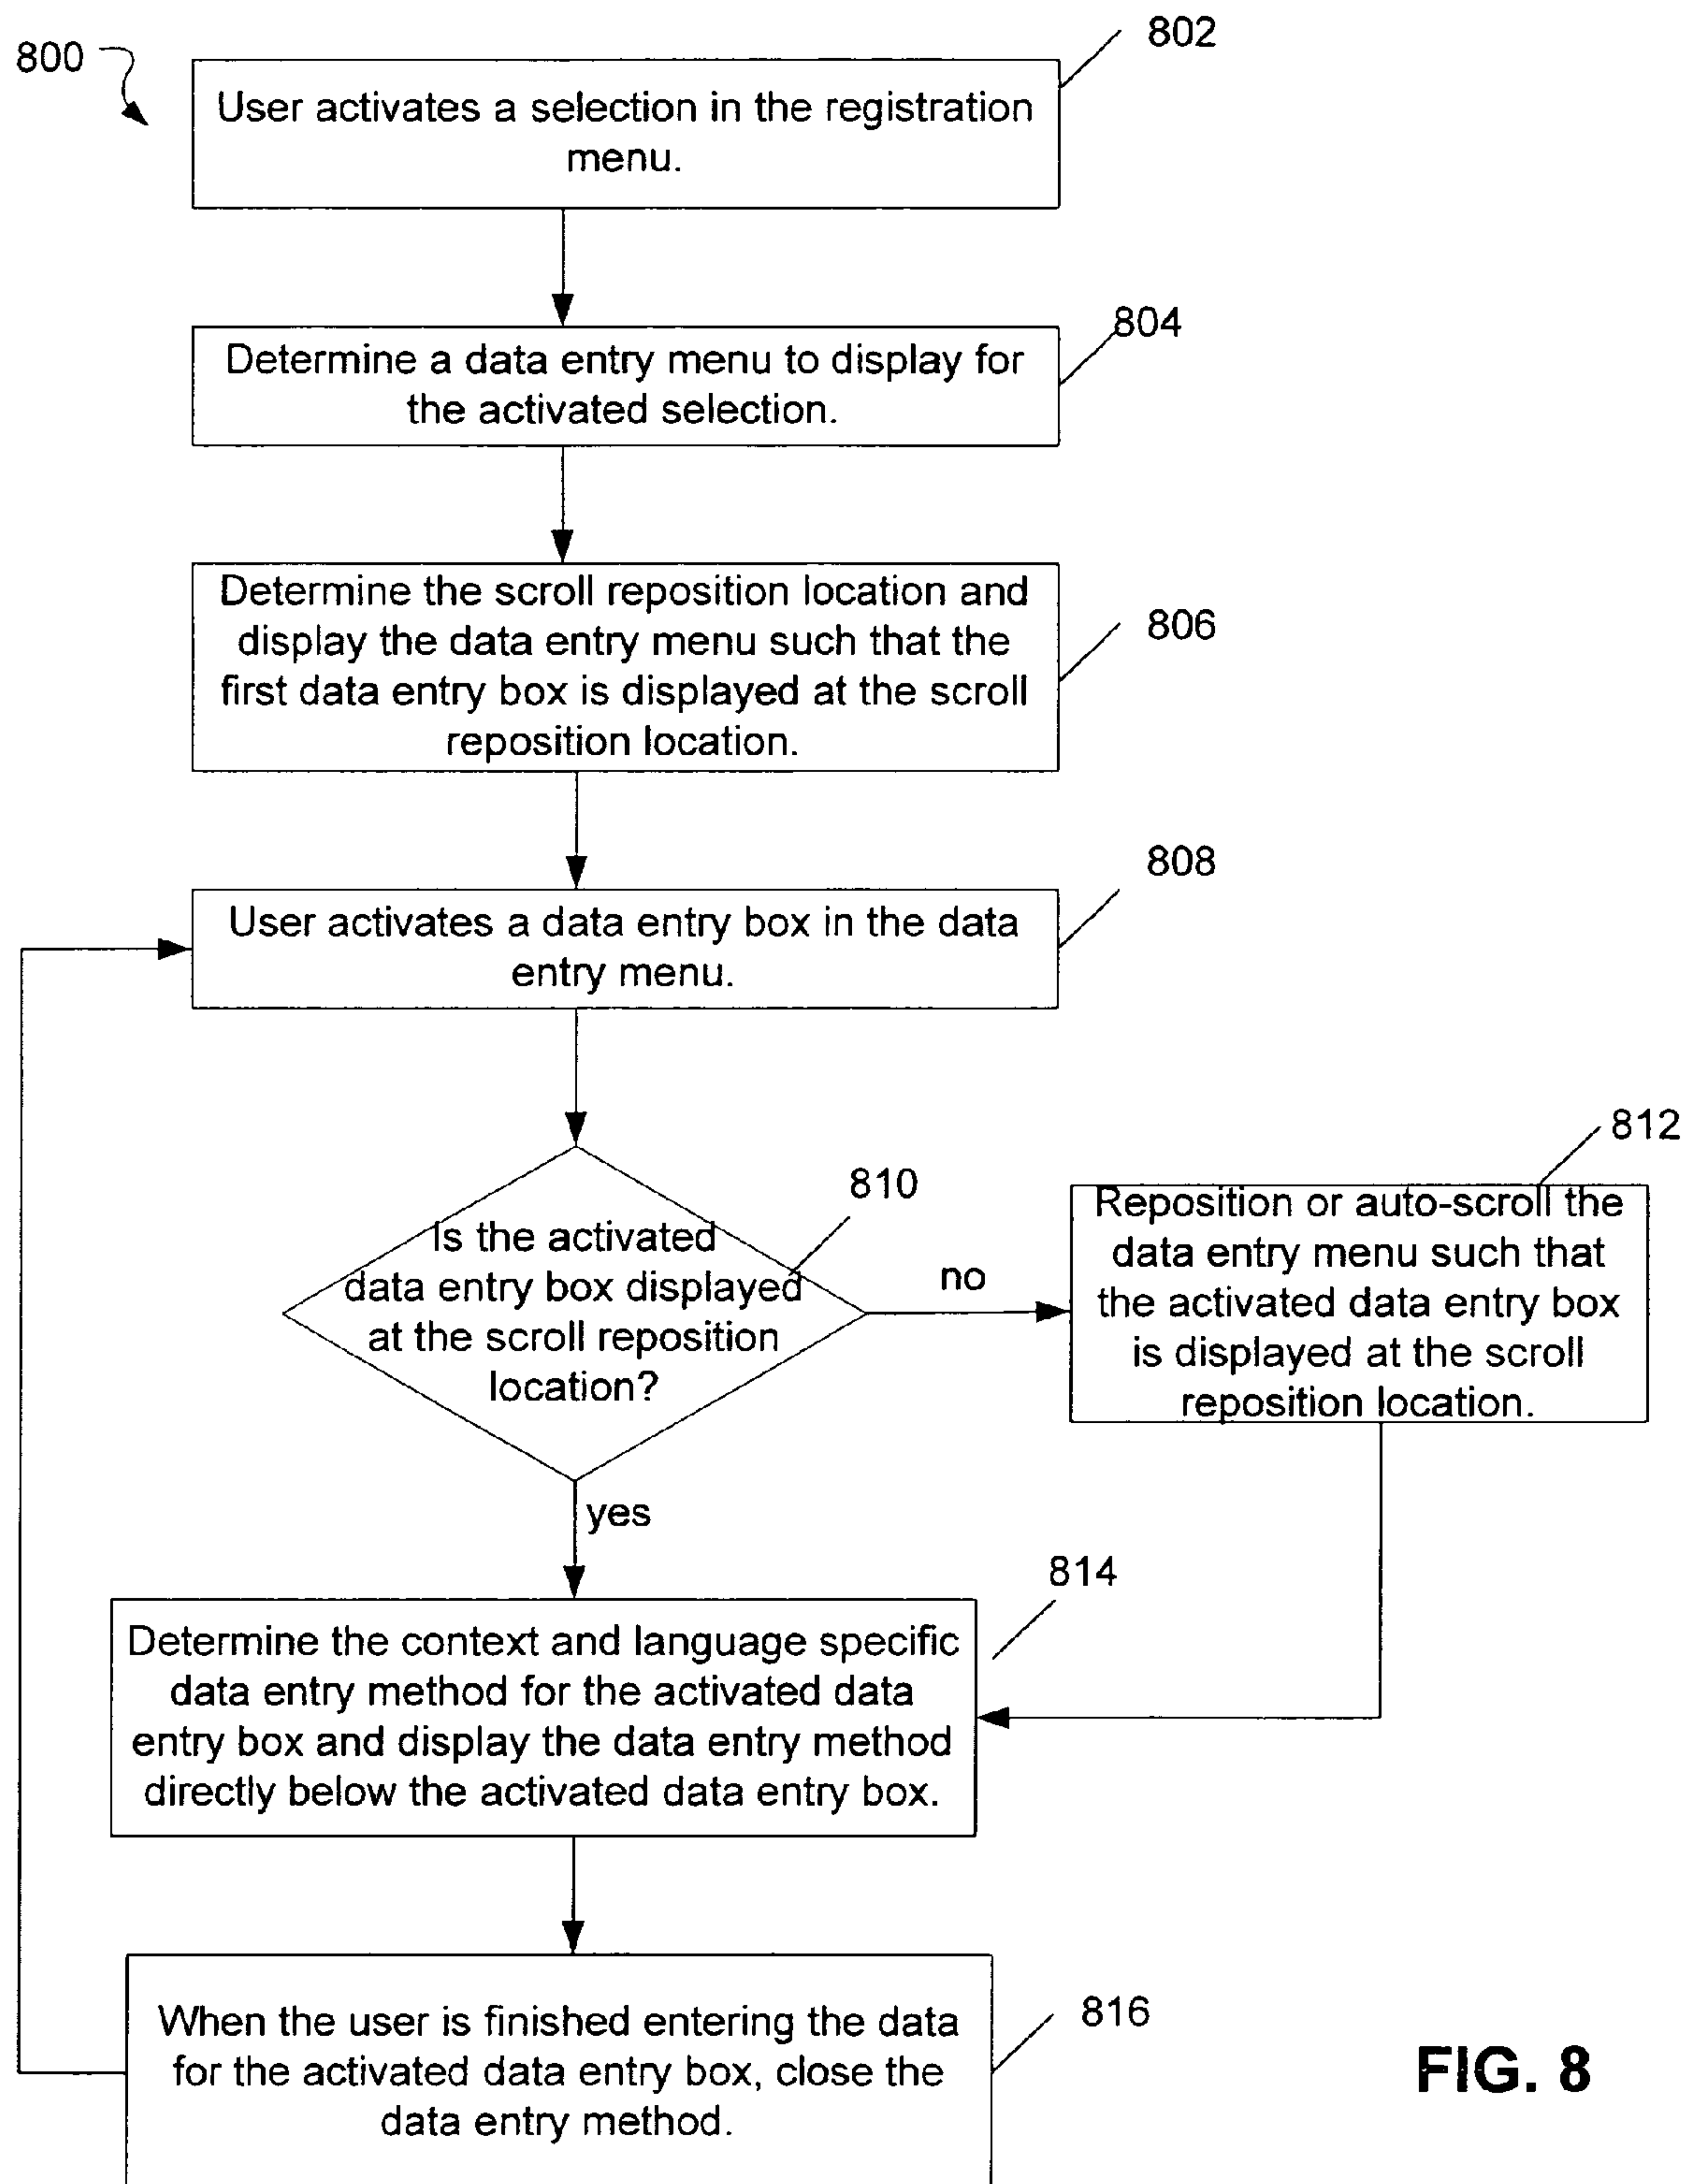 800
802
User activates a selection in the registration
menu.
804
Determine a data entry menu to display for
the activated selection.
806
Determine the scroll reposition location and
display the data entry menu such that the
first data entry box is displayed at the scroll
reposition location.
808
User activates a data entry box in the data
entry menu.
810
Is the activated
data entry box displayed
at the scroll reposition
location?
no
812
Reposition or auto-scroll the
data entry menu such that
the activated data entry box
is displayed at the scroll
reposition location.
yes
814
Determine the context and language specific
data entry method for the activated data
entry box and display the data entry method
directly below the activated data entry box.
816
When the user is finished entering the data
for the activated data entry box, close the
data entry method.
FIG. 8